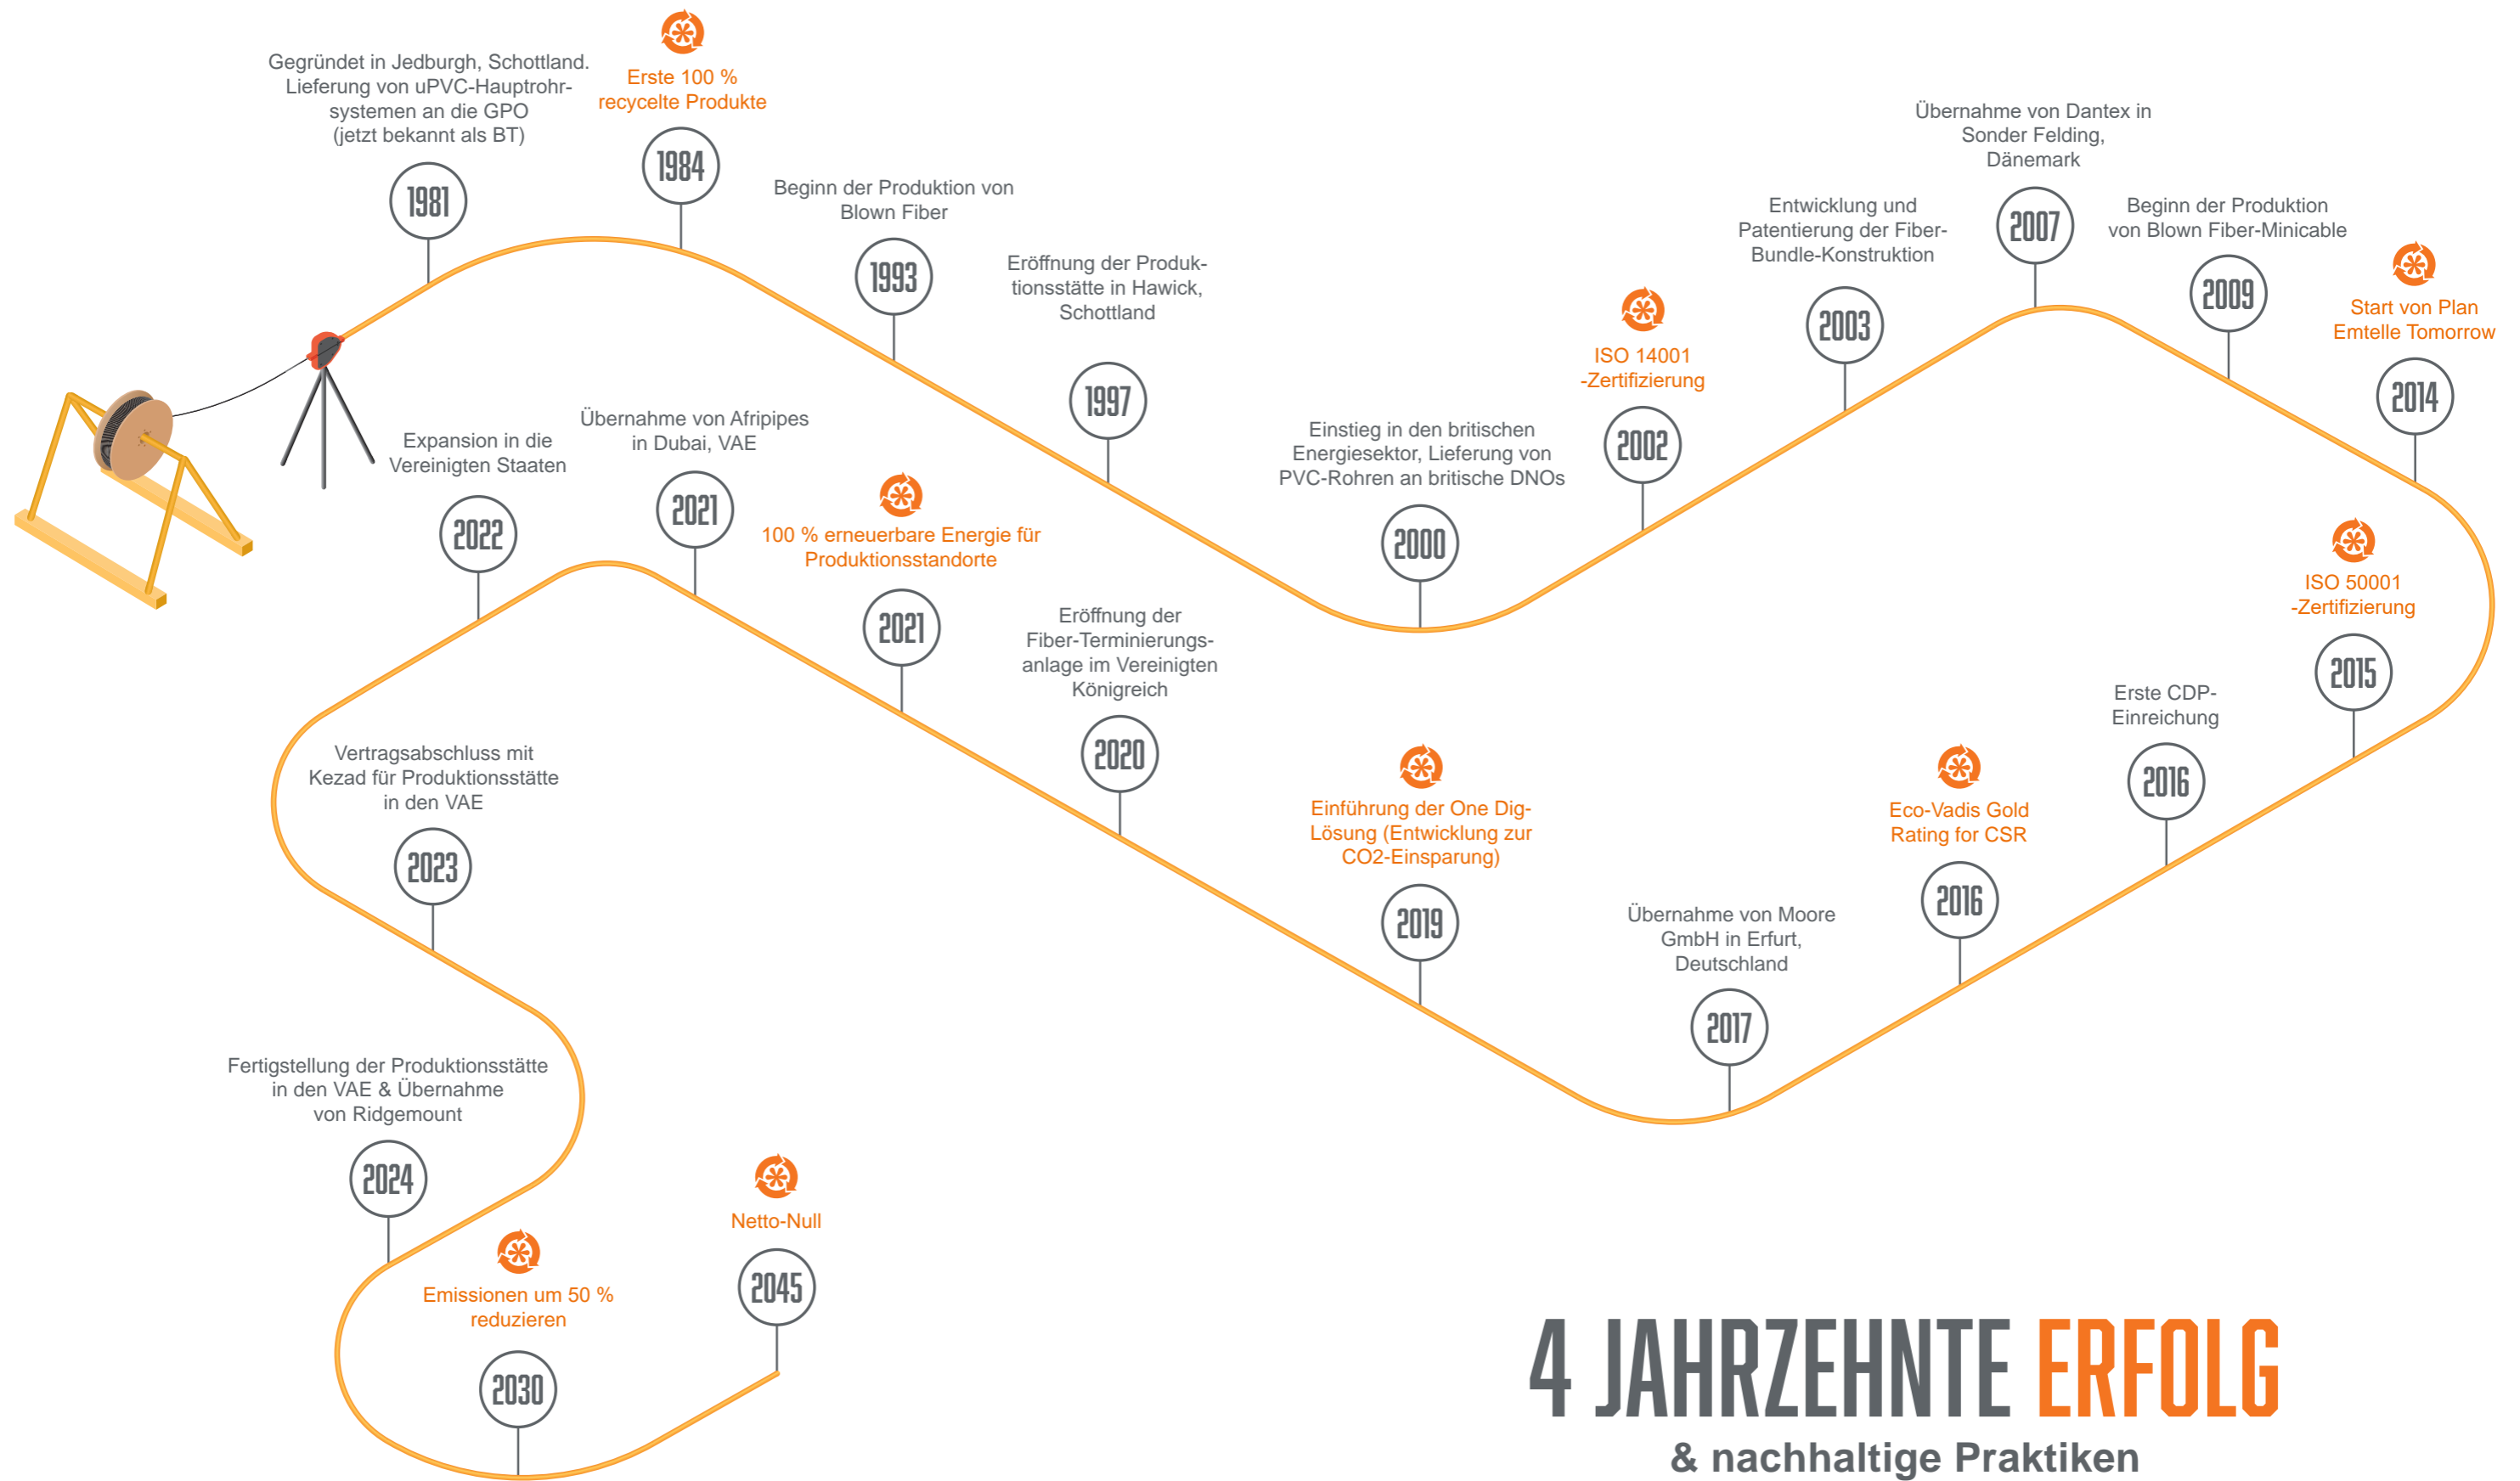 Gegründet in Jedburgh, Schottland.
Lieferung von uPVC-Hauptrohr-
systemen an die GPO
(jetzt bekannt als BT)
1981
Erste 100 %
recycelte Produkte
1984
Beginn der Produktion von
Blown Fiber
1993
Eröffnung der Produk-
tionsstätte in Hawick,
Schottland
1997
Einstieg in den britischen
Energiesektor, Lieferung von
PVC-Rohren an britische DNOs
2000
ISO 14001
-Zertifizierung
2002
Entwicklung und
Patentierung der Fiber-
Bundle-Konstruktion
2003
Übernahme von Dantex in
Sonder Felding,
Dänemark
2007
Beginn der Produktion
von Blown Fiber-Minicable
2009
Start von Plan
Emtelle Tomorrow
2014
ISO 50001
-Zertifizierung
2015
Erste CDP-
Einreichung
2016
Eco-Vadis Gold
Rating for CSR
2016
Übernahme von Moore
GmbH in Erfurt,
Deutschland
2017
Einführung der One Dig-
Lösung (Entwicklung zur
CO2-Einsparung)
2019
Eröffnung der
Fiber-Terminierungs-
anlage im Vereinigten
Königreich
2020
100 % erneuerbare Energie für
Produktionsstandorte
2021
Übernahme von Afripipes
in Dubai, VAE
2021
Expansion in die
Vereinigten Staaten
2022
Vertragsabschluss mit
Kezad für Produktionsstätte
in den VAE
2023
Fertigstellung der Produktionsstätte
in den VAE & Übernahme
von Ridgemount
2024
Emissionen um 50 %
reduzieren
2030
Netto-Null
2045
4 JAHRZEHNTE ERFOLG
& nachhaltige Praktiken